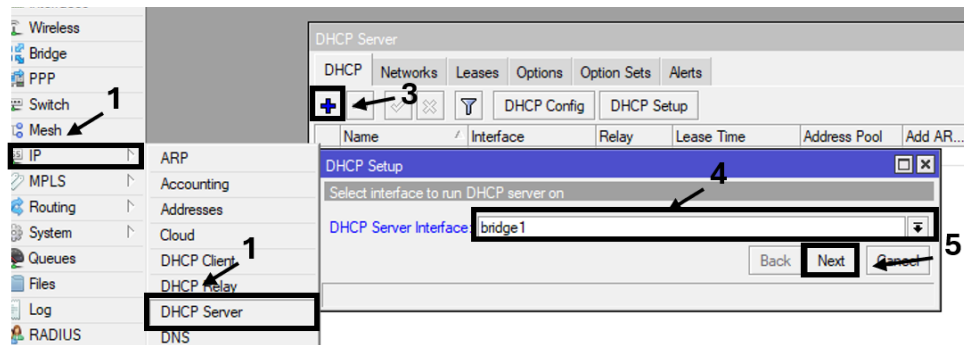 Wireless
Bridge
PPP
Switch
1
Mesh
IP
MPLS
Routing
System
Queues
Files
Log
RADIUS
ARP
Accounting
Addresses
Cloud
DHCP Client
1
DHCP Relay
DHCP Server
DNS
DHCP Server
DHCP Networks Leases Options Option Sets Alerts
3
DHCP Config DHCP Setup
Name Interface Relay Lease Time Address Pool Add AR...
DHCP Setup
4
Select interface to run DHCP server on
DHCP Server Interface: bridge1
Back Next Cancel
5